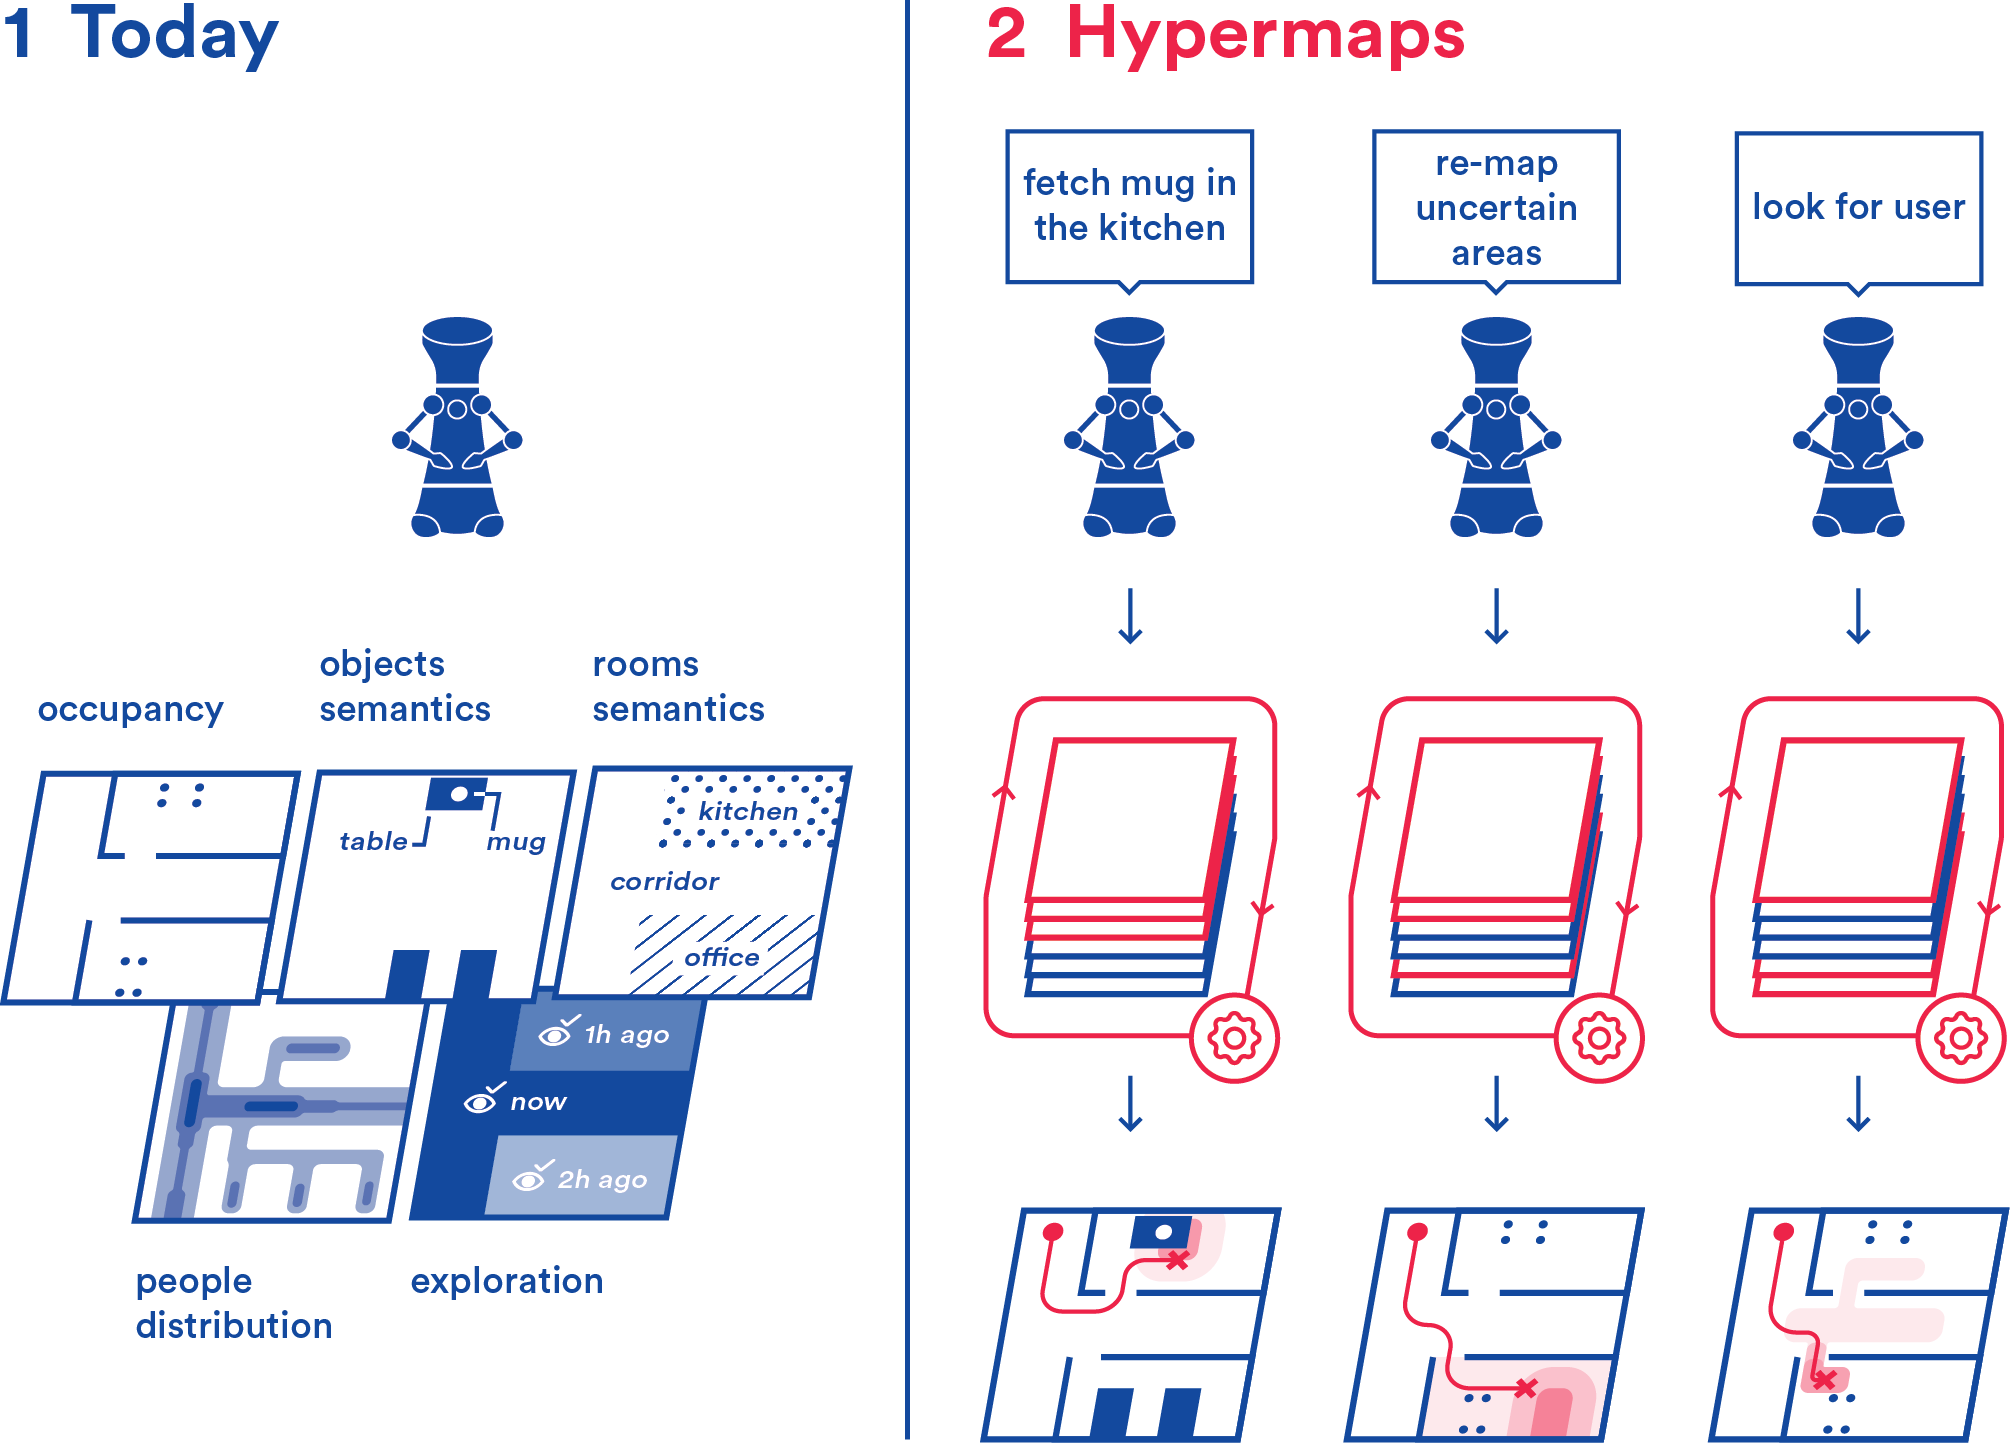 1 Today
2 Hypermaps
fetch mug in
the kitchen
re-map
uncertain
areas
look for user
occupancy
objects
semantics
rooms
semantics
table
mug
kitchen
corridor
office
1h ago
now
2h ago
people
distribution
exploration